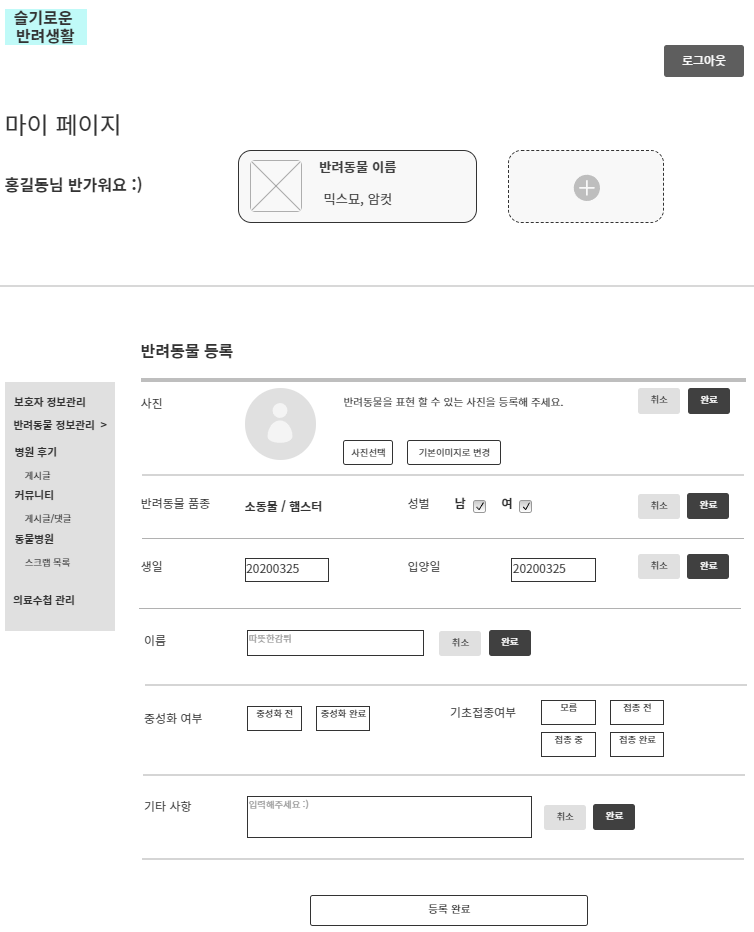 슬기로운
반려생활
로그아웃
마이 페이지
홍길동님 반가워요 :)
반려동물 이름
믹스묘, 암컷
반려동물 등록
보호자 정보관리
반려동물 정보관리 >
병원 후기
게시글
커뮤니티
게시글/댓글
동물병원
스크랩 목록
의료수첩 관리
사진
반려동물을 표현 할 수 있는 사진을 등록해 주세요.
취소
완료
사진선택
기본이미지로 변경
반려동물 품종
소동물 / 햄스터
성별
남
여
취소
완료
생일
20200325
입양일
20200325
취소
완료
이름
따뜻한감튀
취소
완료
중성화 여부
중성화 전
중성화 완료
기초접종여부
모름
접종 전
접종 중
접종 완료
기타 사항
입력해주세요 :)
취소
완료
등록 완료